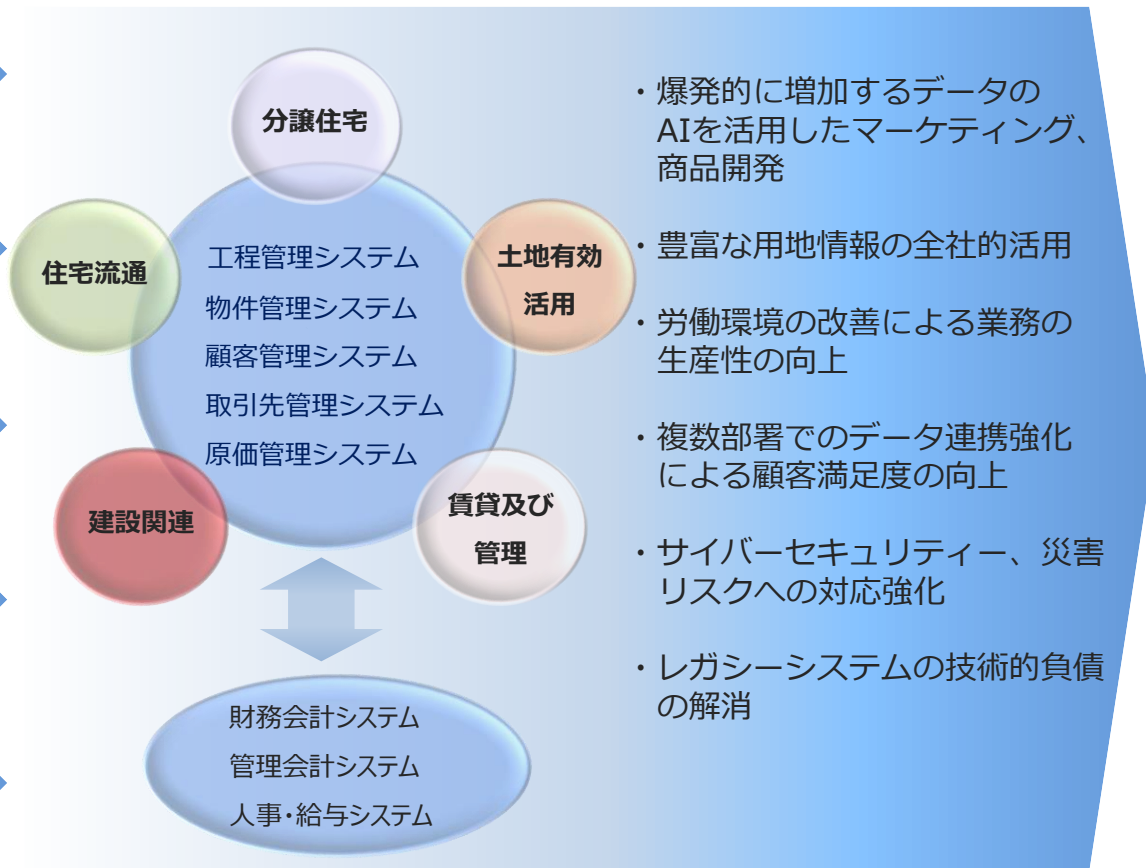 分譲住宅
住宅流通
土地有効
活用
建設関連
賃貸及び
管理
工程管理システム
物件管理システム
顧客管理システム
取引先管理システム
原価管理システム
財務会計システム
管理会計システム
人事・給与システム
・爆発的に増加するデータの
AIを活用したマーケティング、
商品開発
・豊富な用地情報の全社的活用
・労働環境の改善による業務の
生産性の向上
・複数部署でのデータ連携強化
による顧客満足度の向上
・サイバーセキュリティー、災害
リスクへの対応強化
・レガシーシステムの技術的負債
の解消